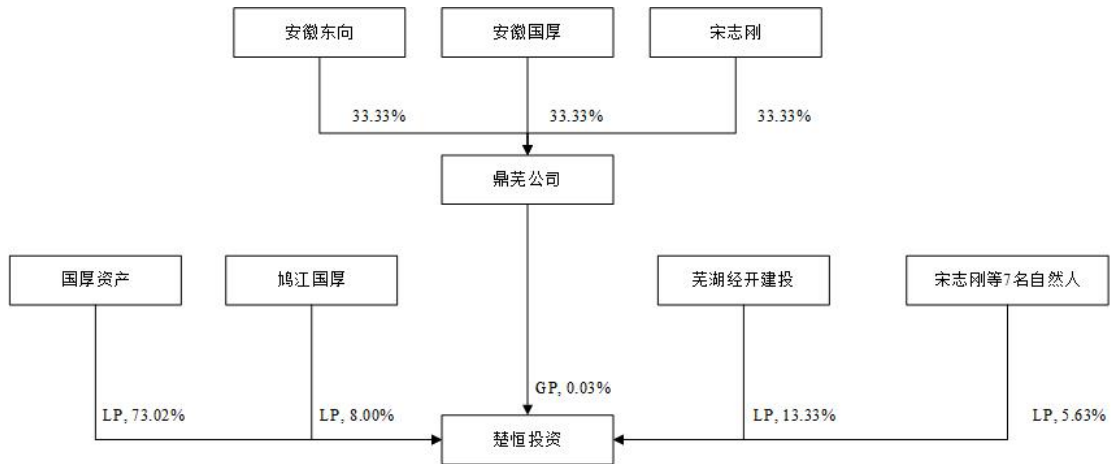 安徽东向
安徽国厚
宋志刚
33.33%
33.33%
33.33%
鼎芜公司
国厚资产
鸠江国厚
芜湖经开建投
宋志刚等7名自然人
GP, 0.03%
LP, 73.02%
LP, 8.00%
LP, 13.33%
LP, 5.63%
楚恒投资